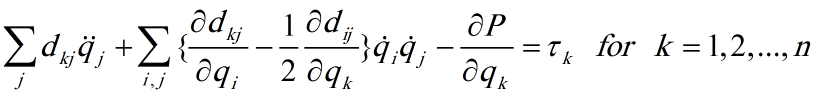 ∑_j d_{kj} q̈_j + ∑_{i,j} {∂d_{kj}/∂q_i − 1/2 ∂d_{ij}/∂q_k} q̇_i q̇_j − ∂P/∂q_k = τ_k for k = 1,2,...,n